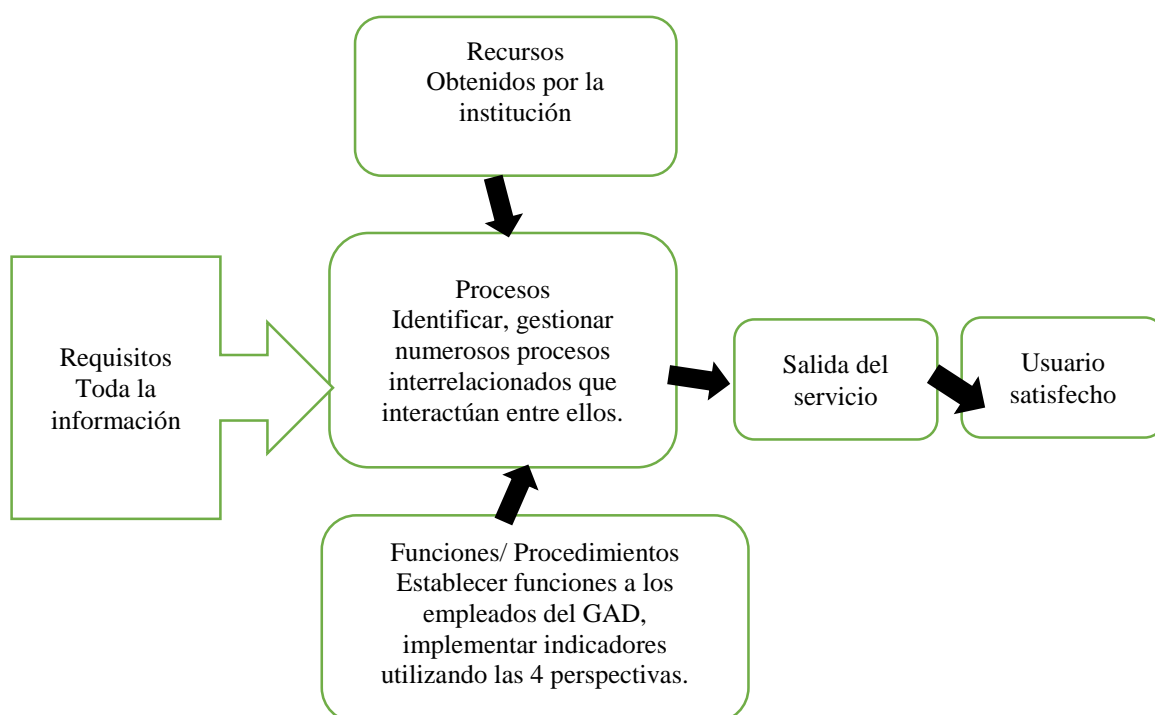 Recursos
Obtenidos por la
institución
Requisitos
Toda la
información
Procesos
Identificar, gestionar
numerosos procesos
interrelacionados que
interactúan entre ellos.
Salida del
servicio
Usuario
satisfecho
Funciones/ Procedimientos
Establecer funciones a los
empleados del GAD,
implementar indicadores
utilizando las 4 perspectivas.